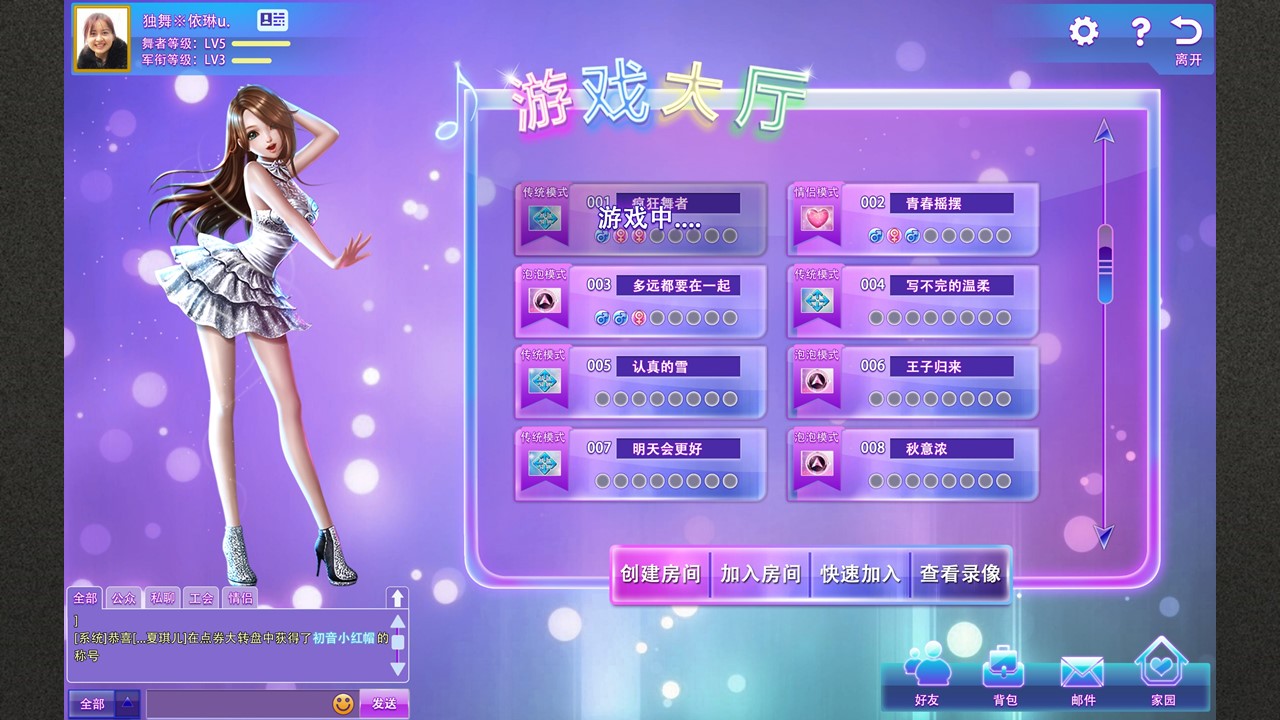 独舞※依琳u.
舞者等级：LV5
军衔等级：LV3
?
离开
游戏大厅
传统模式
001 疯狂舞者
游戏中....
情侣模式
002 青春摇摆
泡泡模式
003 多远都要在一起
传统模式
004 写不完的温柔
传统模式
005 认真的雪
泡泡模式
006 王子归来
传统模式
007 明天会更好
泡泡模式
008 秋意浓
创建房间 加入房间 快速加入 查看录像
全部 公众 私聊 工会 情侣
]
[系统]恭喜[...夏琪儿]在点券大转盘中获得了初音小红帽的
称号
全部 发送
好友 背包 邮件 家园